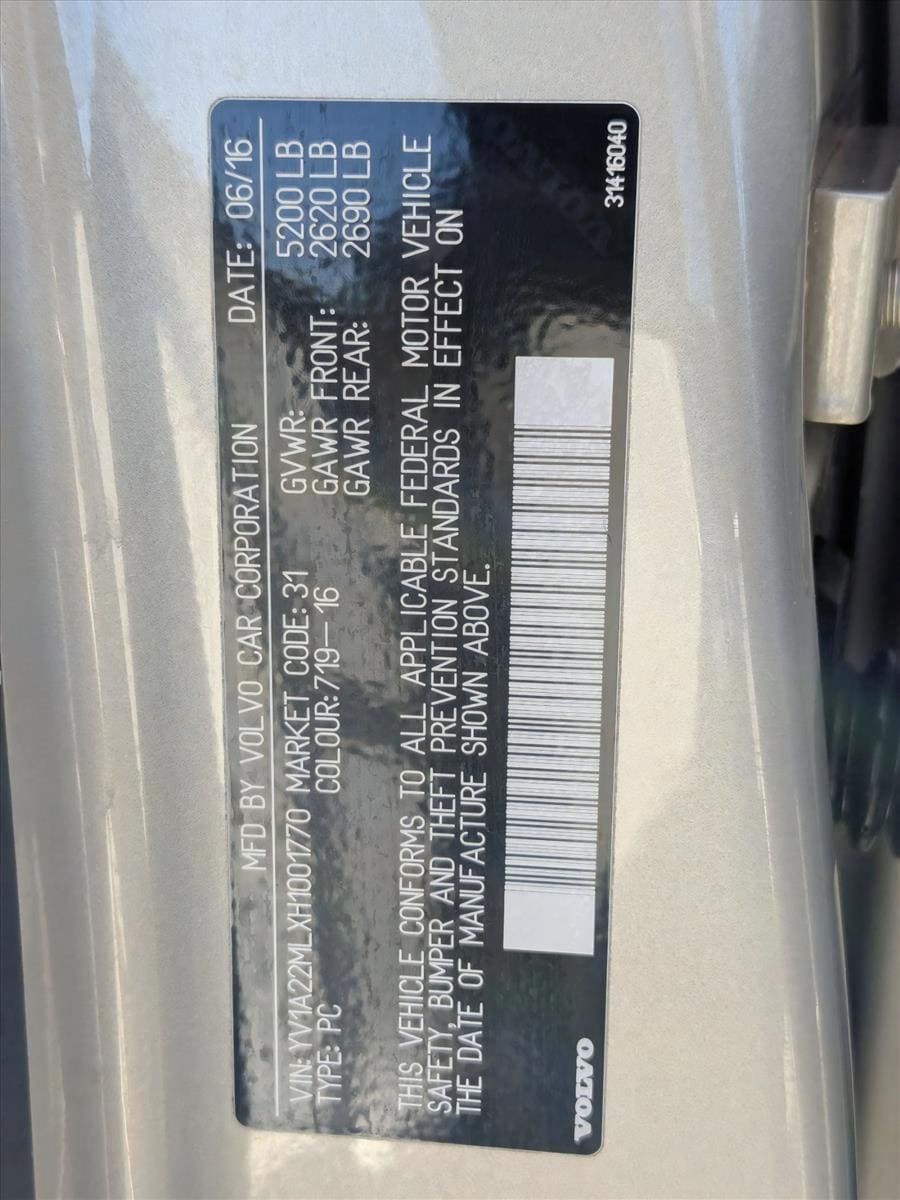 MFD BY VOLVO CAR CORPORATION DATE: 06/16
VIN: YV1A22MLXH1001770 MARKET CODE: 31 GVWR: 5200 LB
TYPE: PC COLOUR: 719—16 GAWR FRONT: 2620 LB
GAWR REAR: 2690 LB
THIS VEHICLE CONFORMS TO ALL APPLICABLE FEDERAL MOTOR VEHICLE
SAFETY, BUMPER AND THEFT PREVENTION STANDARDS IN EFFECT ON
THE DATE OF MANUFACTURE SHOWN ABOVE.
VOLVO 31416040